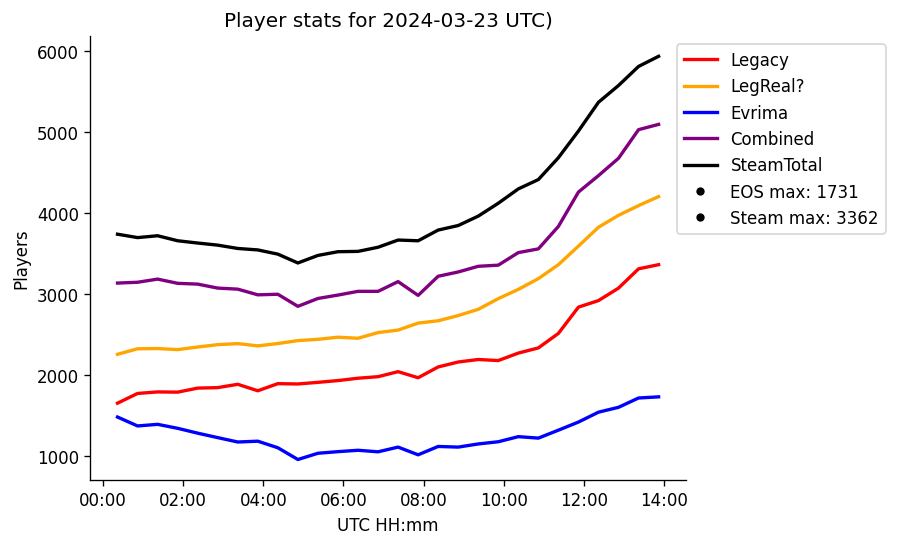 Player stats for 2024-03-23 UTC)
6000
5000
4000
3000
2000
1000
Players
00:00 02:00 04:00 06:00 08:00 10:00 12:00 14:00
UTC HH:mm
Legacy
LegReal?
Evrima
Combined
SteamTotal
EOS max: 1731
Steam max: 3362